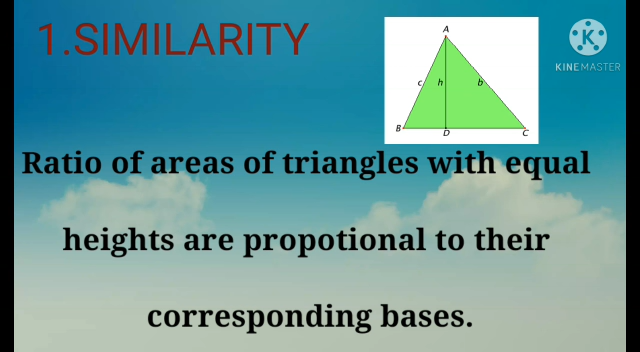 1.SIMILARITY
A
c h b
B D C
K
KINEMASTER
Ratio of areas of triangles with equal
heights are propotional to their
corresponding bases.